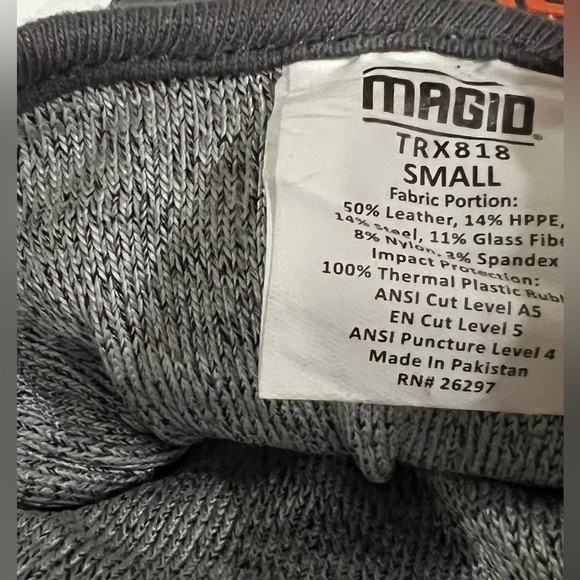 MAGID
TRX818
SMALL
Fabric Portion:
50% Leather, 14% HPPE,
14% Steel, 11% Glass Fibe
8% Nylon, 3% Spandex
Impact Protection:
100% Thermal Plastic Rub
ANSI Cut Level A5
EN Cut Level 5
ANSI Puncture Level 4
Made In Pakistan
RN# 26297